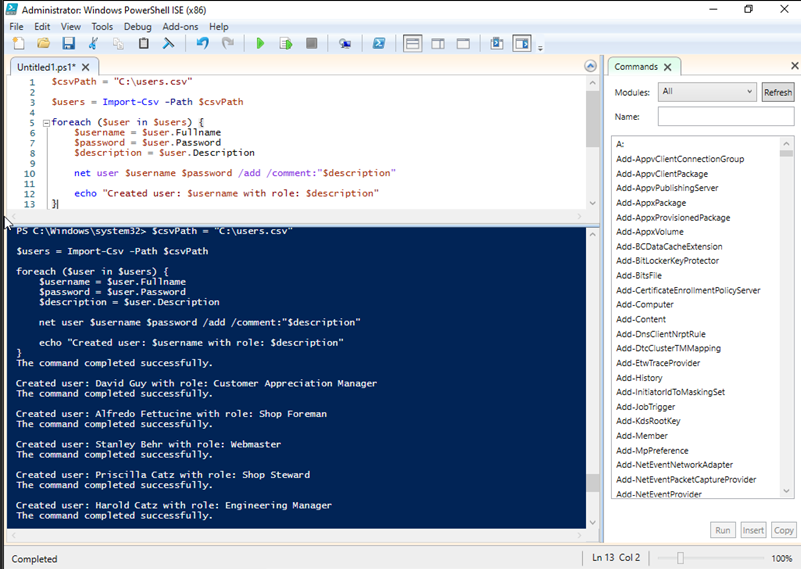 Administrator: Windows PowerShell ISE (x86)
File Edit View Tools Debug Add-ons Help
Untitled1.ps1* X
1 $csvPath = "C:\users.csv"
2
3 $users = Import-Csv -Path $csvPath
4
5 foreach ($user in $users) {
6 $username = $user.Fullname
7 $password = $user.Password
8 $description = $user.Description
9
10 net user $username $password /add /comment:"$description"
11
12 echo "Created user: $username with role: $description"
13 }
PS C:\Windows\system32> $csvPath = "C:\users.csv"
$users = Import-Csv -Path $csvPath
foreach ($user in $users) {
$username = $user.Fullname
$password = $user.Password
$description = $user.Description
net user $username $password /add /comment:"$description"
echo "Created user: $username with role: $description"
}
The command completed successfully.
Created user: David Guy with role: Customer Appreciation Manager
The command completed successfully.
Created user: Alfredo Fettucine with role: Shop Foreman
The command completed successfully.
Created user: Stanley Behr with role: Webmaster
The command completed successfully.
Created user: Priscilla Catz with role: Shop Steward
The command completed successfully.
Created user: Harold Catz with role: Engineering Manager
The command completed successfully.
Commands X
Modules: All Refresh
Name:
A:
Add-AppvClientConnectionGroup
Add-AppvClientPackage
Add-AppvPublishingServer
Add-AppxPackage
Add-AppxProvisionedPackage
Add-AppxVolume
Add-BCDataCacheExtension
Add-BitLockerKeyProtector
Add-BitsFile
Add-CertificateEnrollmentPolicyServer
Add-Computer
Add-Content
Add-DnsClientNrptRule
Add-DtcClusterTMMapping
Add-EtwTraceProvider
Add-History
Add-InitiatorIdToMaskingSet
Add-JobTrigger
Add-KdsRootKey
Add-Member
Add-MpPreference
Add-NetEventNetworkAdapter
Add-NetEventPacketCaptureProvider
Add-NetEventProvider
Run Insert Copy
Completed
Ln 13 Col 2
100%